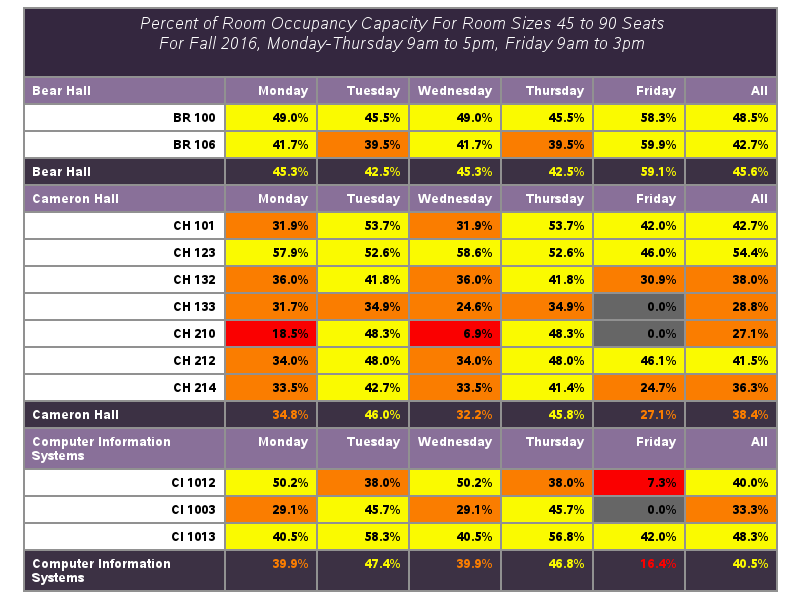 Percent of Room Occupancy Capacity For Room Sizes 45 to 90 Seats
For Fall 2016, Monday-Thursday 9am to 5pm, Friday 9am to 3pm
Bear Hall Monday Tuesday Wednesday Thursday Friday All
BR 100 49.0% 45.5% 49.0% 45.5% 58.3% 48.5%
BR 106 41.7% 39.5% 41.7% 39.5% 59.9% 42.7%
Bear Hall 45.3% 42.5% 45.3% 42.5% 59.1% 45.6%
Cameron Hall Monday Tuesday Wednesday Thursday Friday All
CH 101 31.9% 53.7% 31.9% 53.7% 42.0% 42.7%
CH 123 57.9% 52.6% 58.6% 52.6% 46.0% 54.4%
CH 132 36.0% 41.8% 36.0% 41.8% 30.9% 38.0%
CH 133 31.7% 34.9% 24.6% 34.9% 0.0% 28.8%
CH 210 18.5% 48.3% 6.9% 48.3% 0.0% 27.1%
CH 212 34.0% 48.0% 34.0% 48.0% 46.1% 41.5%
CH 214 33.5% 42.7% 33.5% 41.4% 24.7% 36.3%
Cameron Hall 34.8% 46.0% 32.2% 45.8% 27.1% 38.4%
Computer Information Monday Tuesday Wednesday Thursday Friday All
Systems
CI 1012 50.2% 38.0% 50.2% 38.0% 7.3% 40.0%
CI 1003 29.1% 45.7% 29.1% 45.7% 0.0% 33.3%
CI 1013 40.5% 58.3% 40.5% 56.8% 42.0% 48.3%
Computer Information 39.9% 47.4% 39.9% 46.8% 16.4% 40.5%
Systems